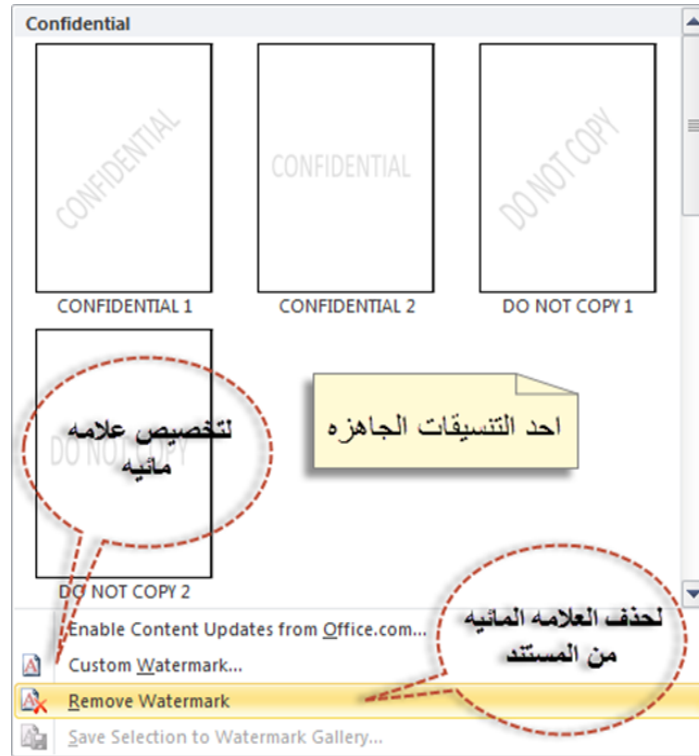 Confidential
CONFIDENTIAL
CONFIDENTIAL
DO NOT COPY
CONFIDENTIAL 1
CONFIDENTIAL 2
DO NOT COPY 1
لتخصيص علامه
مائيه
DO NOT COPY
احد التنسيقات الجاهزه
DO NOT COPY 2
لحذف العلامه المائيه
من المستند
Enable Content Updates from Office.com...
Custom Watermark...
Remove Watermark
Save Selection to Watermark Gallery...